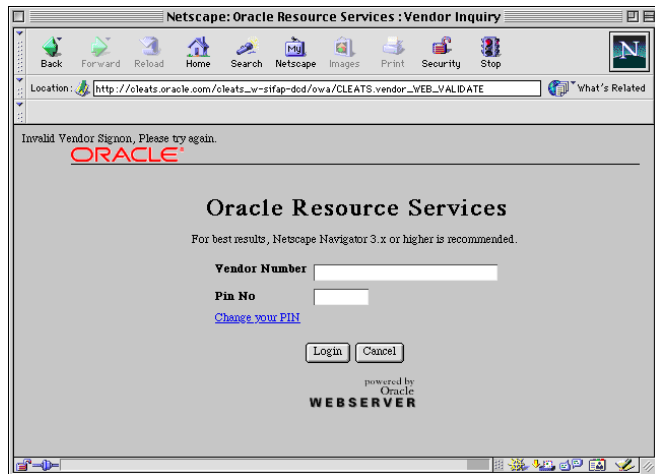 Netscape: Oracle Resource Services : Vendor Inquiry
Back Forward Reload Home Search Netscape Images Print Security Stop
My
N
Location: http://cleats.oracle.com/cleats_w-sifap-dcd/owa/CLEATS.vendor_WEB_VALIDATE What's Related
Invalid Vendor Signon, Please try again.
ORACLE
Oracle Resource Services
For best results, Netscape Navigator 3.x or higher is recommended.
Vendor Number
Pin No
Change your PIN
Login Cancel
powered by
Oracle
WEBSERVER